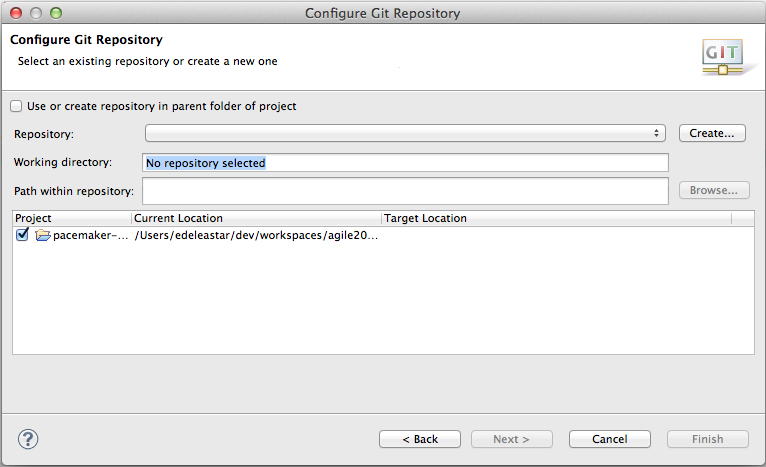 Configure Git Repository
Configure Git Repository
Select an existing repository or create a new one
GIT
Use or create repository in parent folder of project
Repository:
Create...
Working directory: No repository selected
Path within repository:
Browse...
Project Current Location Target Location
pacemaker-... /Users/edeleastar/dev/workspaces/agile20...
? < Back Next > Cancel Finish